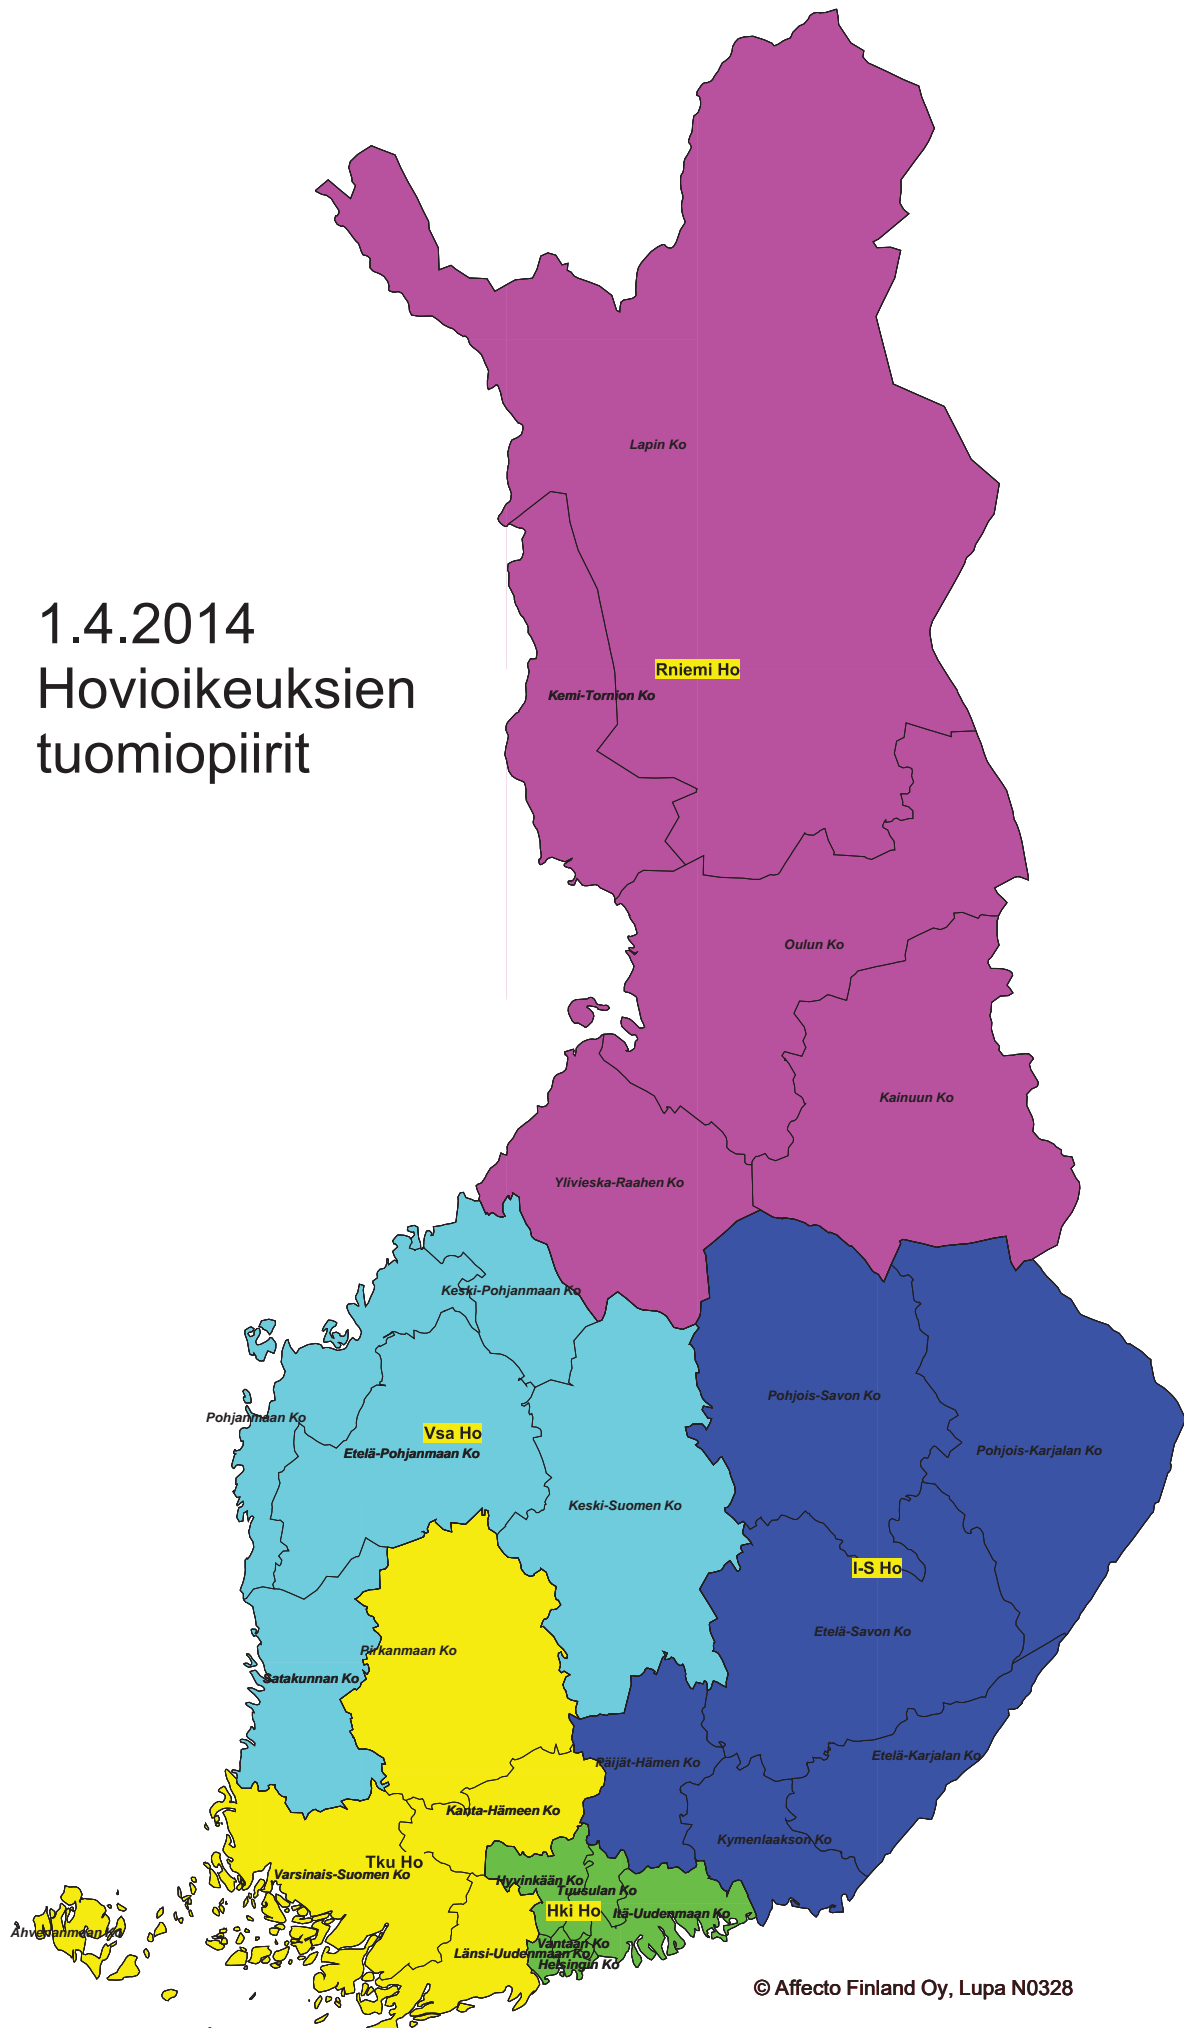 Lapin Ko
1.4.2014
Hovioikeuksien
tuomiopiirit
Rniemi Ho
Kemi-Tornion Ko
Oulun Ko
Kainuun Ko
Ylivieska-Raahen Ko
Keski-Pohjanmaan Ko
Pohjois-Savon Ko
Pohjanmaan Ko
Vsa Ho
Etelä-Pohjanmaan Ko
Pohjois-Karjalan Ko
Keski-Suomen Ko
I-S Ho
Etelä-Savon Ko
Pirkanmaan Ko
Satakunnan Ko
Etelä-Karjalan Ko
Päijät-Hämen Ko
Kanta-Hämeen Ko
Kymenlaakson Ko
Tku Ho
Varsinais-Suomen Ko
Hyvinkään Ko
Tuusulan Ko
Hki Ho
Itä-Uudenmaan Ko
Ahvenanmaan Ko
Vantaan Ko
Länsi-Uudenmaan Ko
Helsingin Ko
© Affecto Finland Oy, Lupa N0328